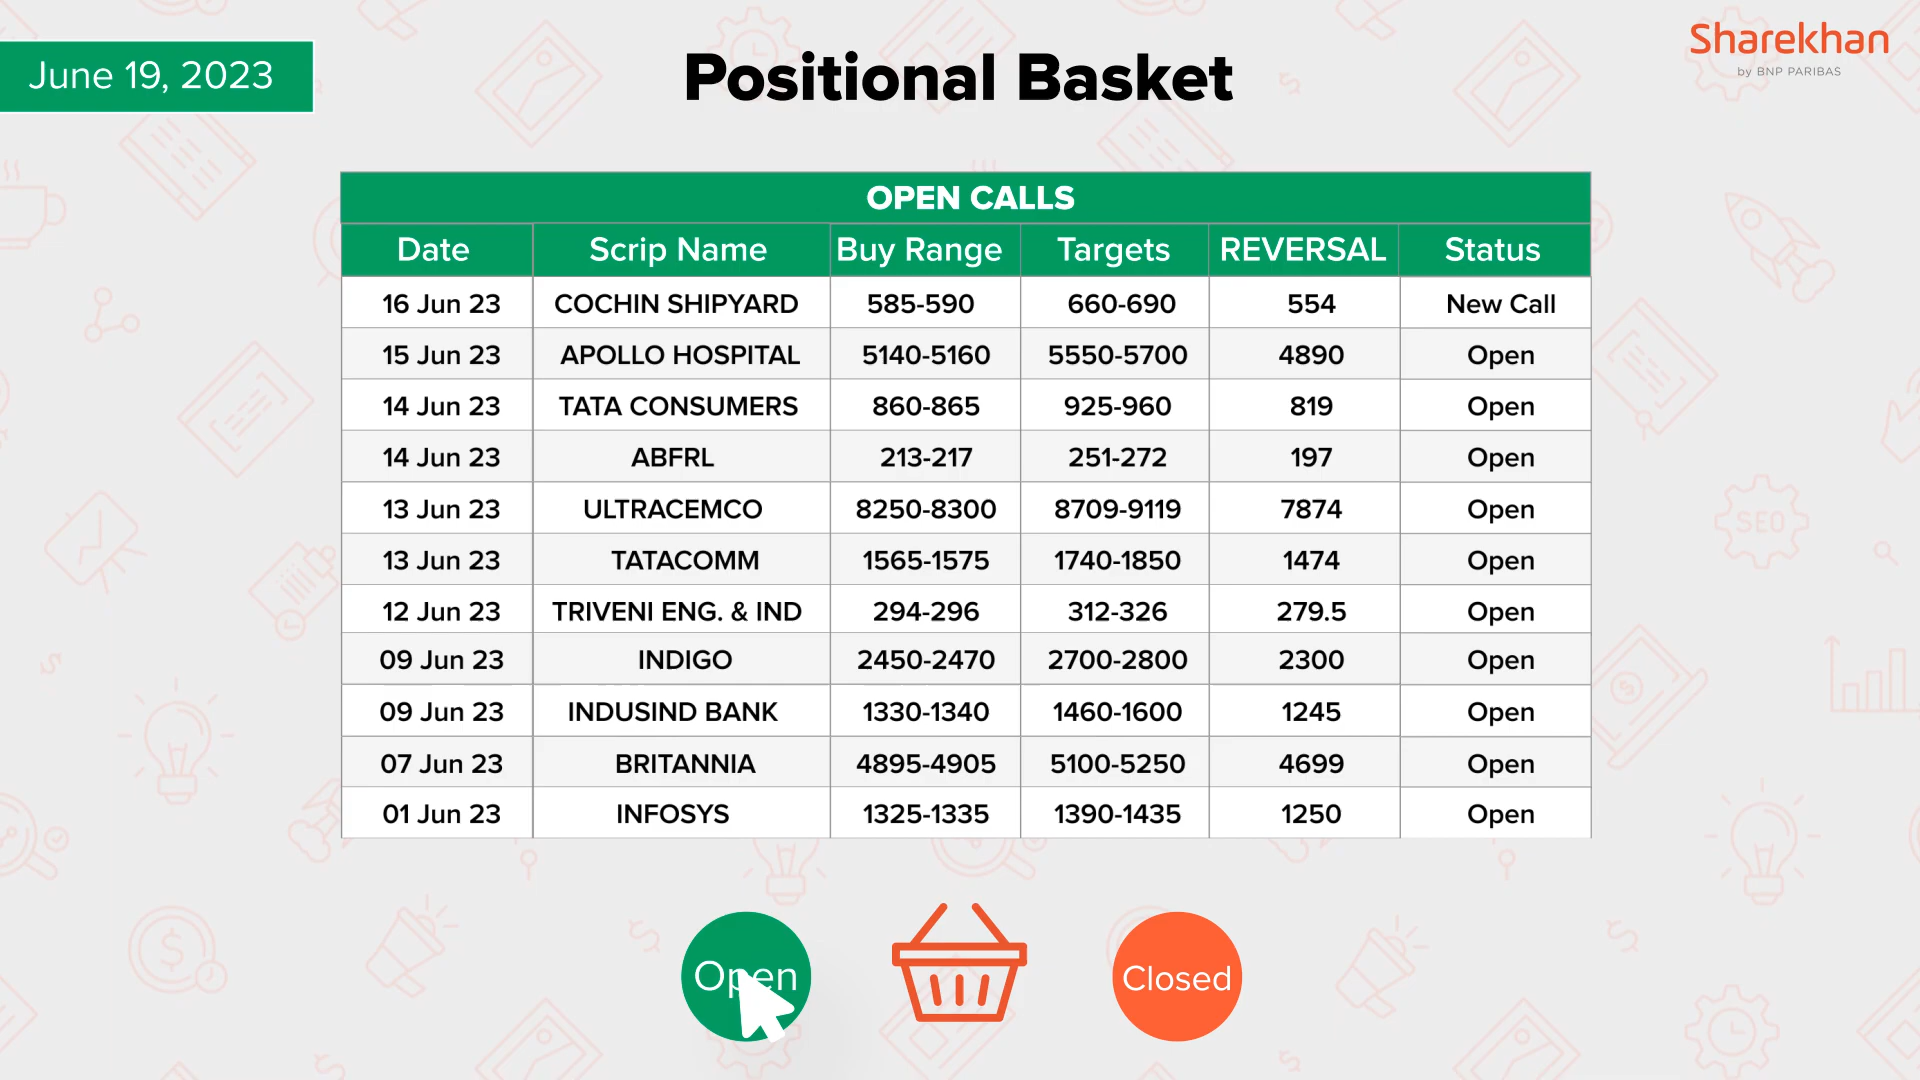 June 19, 2023
Positional Basket
Sharekhan
by BNP PARIBAS
OPEN CALLS
Date Scrip Name Buy Range Targets REVERSAL Status
16 Jun 23 COCHIN SHIPYARD 585-590 660-690 554 New Call
15 Jun 23 APOLLO HOSPITAL 5140-5160 5550-5700 4890 Open
14 Jun 23 TATA CONSUMERS 860-865 925-960 819 Open
14 Jun 23 ABFRL 213-217 251-272 197 Open
13 Jun 23 ULTRACEMCO 8250-8300 8709-9119 7874 Open
13 Jun 23 TATACOMM 1565-1575 1740-1850 1474 Open
12 Jun 23 TRIVENI ENG. & IND 294-296 312-326 279.5 Open
09 Jun 23 INDIGO 2450-2470 2700-2800 2300 Open
09 Jun 23 INDUSIND BANK 1330-1340 1460-1600 1245 Open
07 Jun 23 BRITANNIA 4895-4905 5100-5250 4699 Open
01 Jun 23 INFOSYS 1325-1335 1390-1435 1250 Open
SEO
Open
Closed